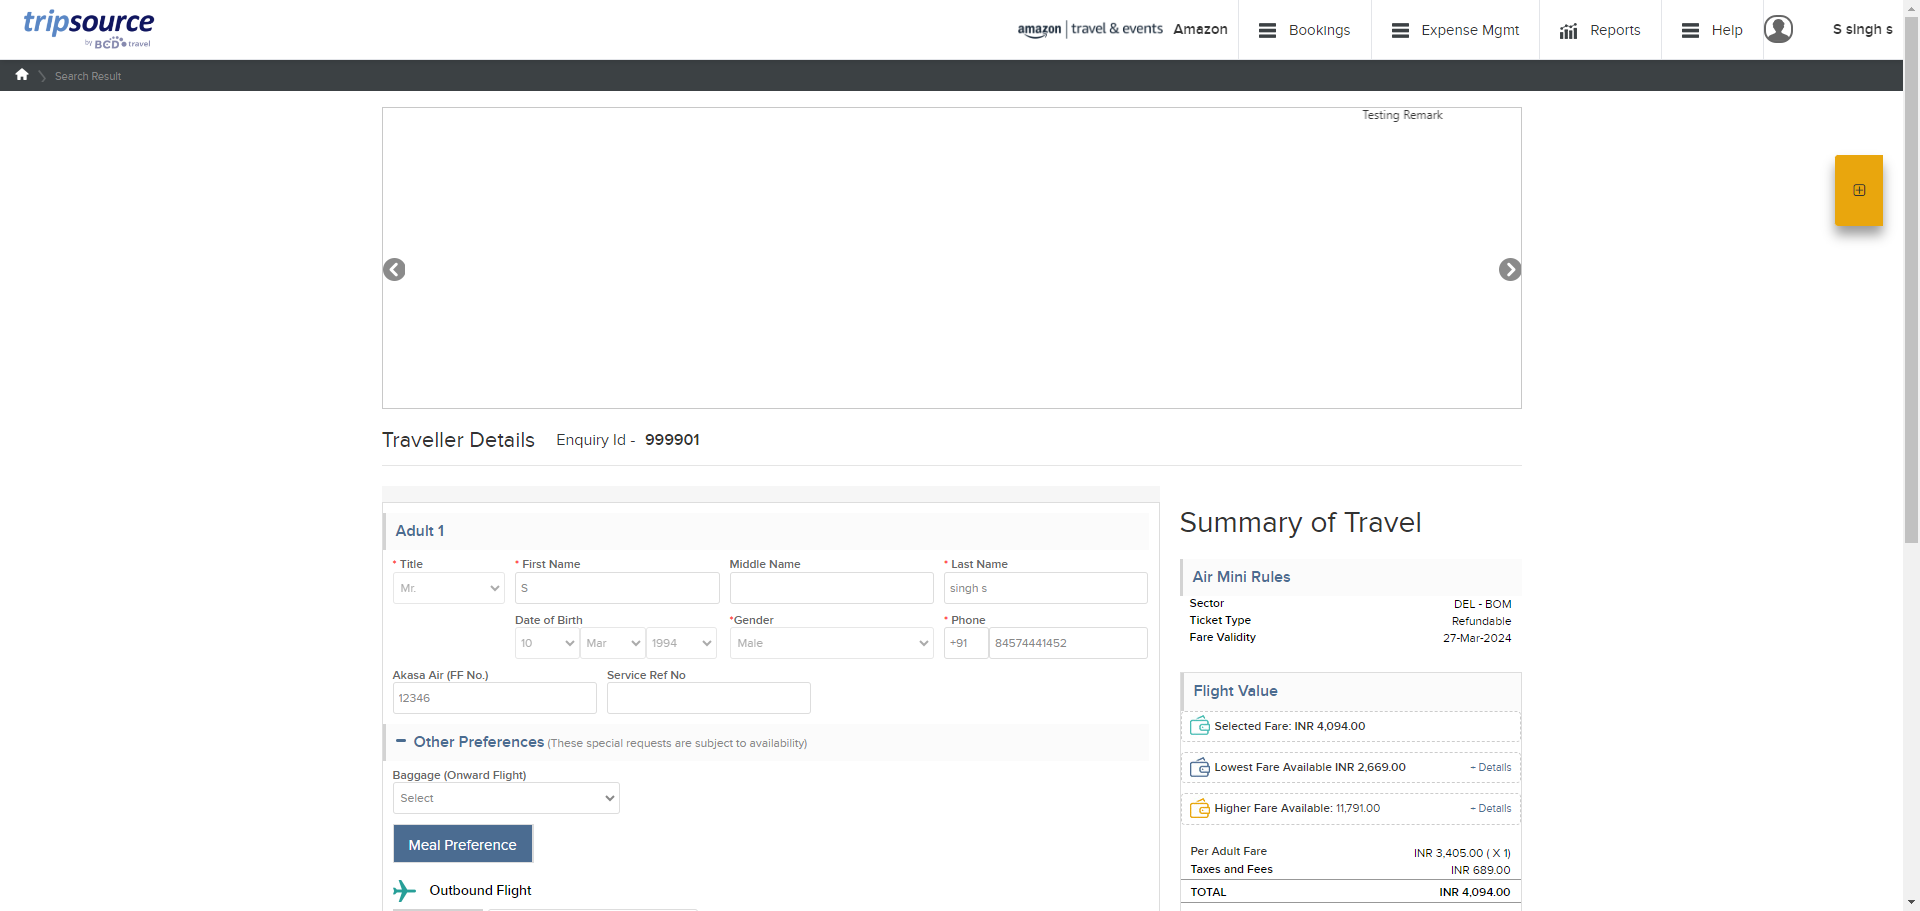 tripsource
by BCD travel
amazon | travel & events Amazon
Bookings
Expense Mgmt
Reports
Help
S singh s
Search Result
Testing Remark
Traveller Details Enquiry Id - 999901
Adult 1
* Title * First Name Middle Name * Last Name
Mr. S singh s
Date of Birth *Gender * Phone
10 Mar 1994 Male +91 84574441452
Akasa Air (FF No.) Service Ref No
12346
Other Preferences (These special requests are subject to availability)
Baggage (Onward Flight)
Select
Meal Preference
Outbound Flight
Summary of Travel
Air Mini Rules
Sector DEL - BOM
Ticket Type Refundable
Fare Validity 27-Mar-2024
Flight Value
Selected Fare: INR 4,094.00
Lowest Fare Available INR 2,669.00 + Details
Higher Fare Available: 11,791.00 + Details
Per Adult Fare INR 3,405.00 ( X 1)
Taxes and Fees INR 689.00
TOTAL INR 4,094.00